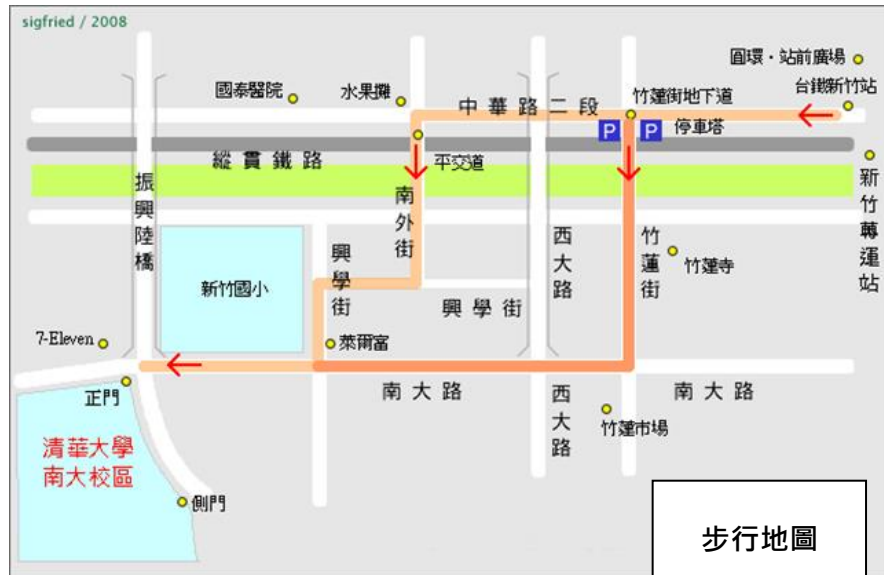 sigfried / 2008
圓環・站前廣場
國泰醫院
水果攤
中華路二段
竹蓮街地下道
台鐵新竹站
P
P
停車塔
縱貫鐵路
平交道
振興陸橋
南外街
西大路
竹蓮街
竹蓮寺
新竹轉運站
新竹國小
興學街
興學街
7-Eleven
萊爾富
正門
南大路
西大路
南大路
竹蓮市場
清華大學
南大校區
側門
步行地圖